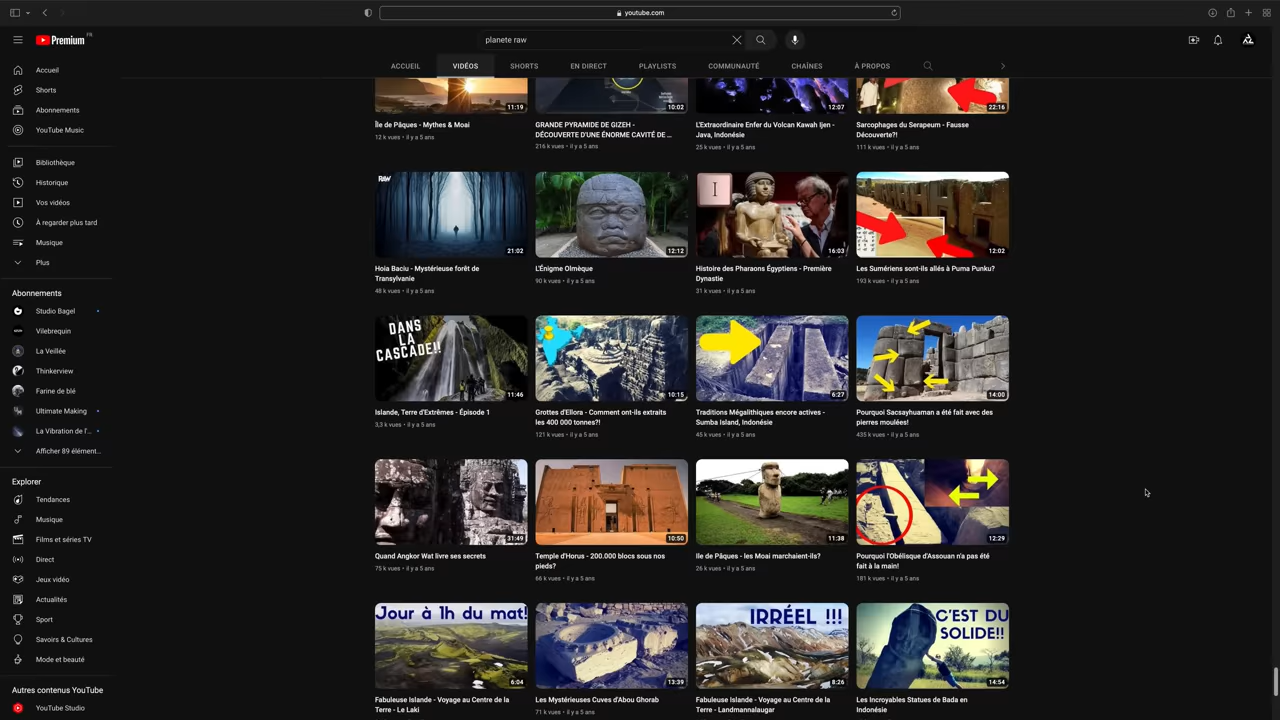 youtube.com
Premium FR
planete raw
ACCUEIL VIDÉOS SHORTS EN DIRECT PLAYLISTS COMMUNAUTÉ CHAÎNES À PROPOS
Accueil
Shorts
Abonnements
YouTube Music
Bibliothèque
Historique
Vos vidéos
À regarder plus tard
Musique
Plus
Abonnements
Studio Bagel
Vilebrequin
La Veillée
Thinkerview
Farine de blé
Ultimate Making
La Vibration de l'...
Afficher 89 élément...
Explorer
Tendances
Musique
Films et séries TV
Direct
Jeux vidéo
Actualités
Sport
Savoirs & Cultures
Mode et beauté
Autres contenus YouTube
YouTube Studio
11:19
Île de Pâques - Mythes & Moai
12 k vues • il y a 5 ans
10:02
GRANDE PYRAMIDE DE GIZEH -
DÉCOUVERTE D'UNE ÉNORME CAVITÉ DE ...
216 k vues • il y a 5 ans
12:07
L'Extraordinaire Enfer du Volcan Kawah Ijen -
Java, Indonésie
25 k vues • il y a 5 ans
22:16
Sarcophages du Serapeum - Fausse
Découverte?!
111 k vues • il y a 5 ans
RAW
21:02
Hoia Baciu - Mystérieuse forêt de
Transylvanie
48 k vues • il y a 5 ans
12:12
L'Énigme Olmèque
90 k vues • il y a 5 ans
I
16:03
Histoire des Pharaons Égyptiens - Première
Dynastie
31 k vues • il y a 5 ans
12:02
Les Sumériens sont-ils allés à Puma Punku?
193 k vues • il y a 5 ans
DANS
LA
CASCADE!!
11:46
Islande, Terre d'Extrêmes - Épisode 1
3,3 k vues • il y a 5 ans
10:15
Grottes d'Ellora - Comment ont-ils extraits
les 400 000 tonnes?!
121 k vues • il y a 5 ans
6:27
Traditions Mégalithiques encore actives -
Sumba Island, Indonésie
45 k vues • il y a 5 ans
14:00
Pourquoi Sacsayhuaman a été fait avec des
pierres moulées!
435 k vues • il y a 5 ans
31:49
Quand Angkor Wat livre ses secrets
75 k vues • il y a 5 ans
10:50
Temple d'Horus - 200.000 blocs sous nos
pieds?
66 k vues • il y a 5 ans
11:38
Ile de Pâques - les Moai marchaient-ils?
26 k vues • il y a 5 ans
12:29
Pourquoi l'Obélisque d'Assouan n'a pas été
fait à la main!
181 k vues • il y a 5 ans
Jour à 1h du mat!
6:04
Fabuleuse Islande - Voyage au Centre de la
Terre - Le Laki
13:39
Les Mystérieuses Cuves d'Abou Ghorab
71 k vues • il y a 5 ans
IRRÉEL !!!
8:26
Fabuleuse Islande - Voyage au Centre de la
Terre - Landmannalaugar
C'EST DU
SOLIDE!!
14:54
Les Incroyables Statues de Bada en
Indonésie